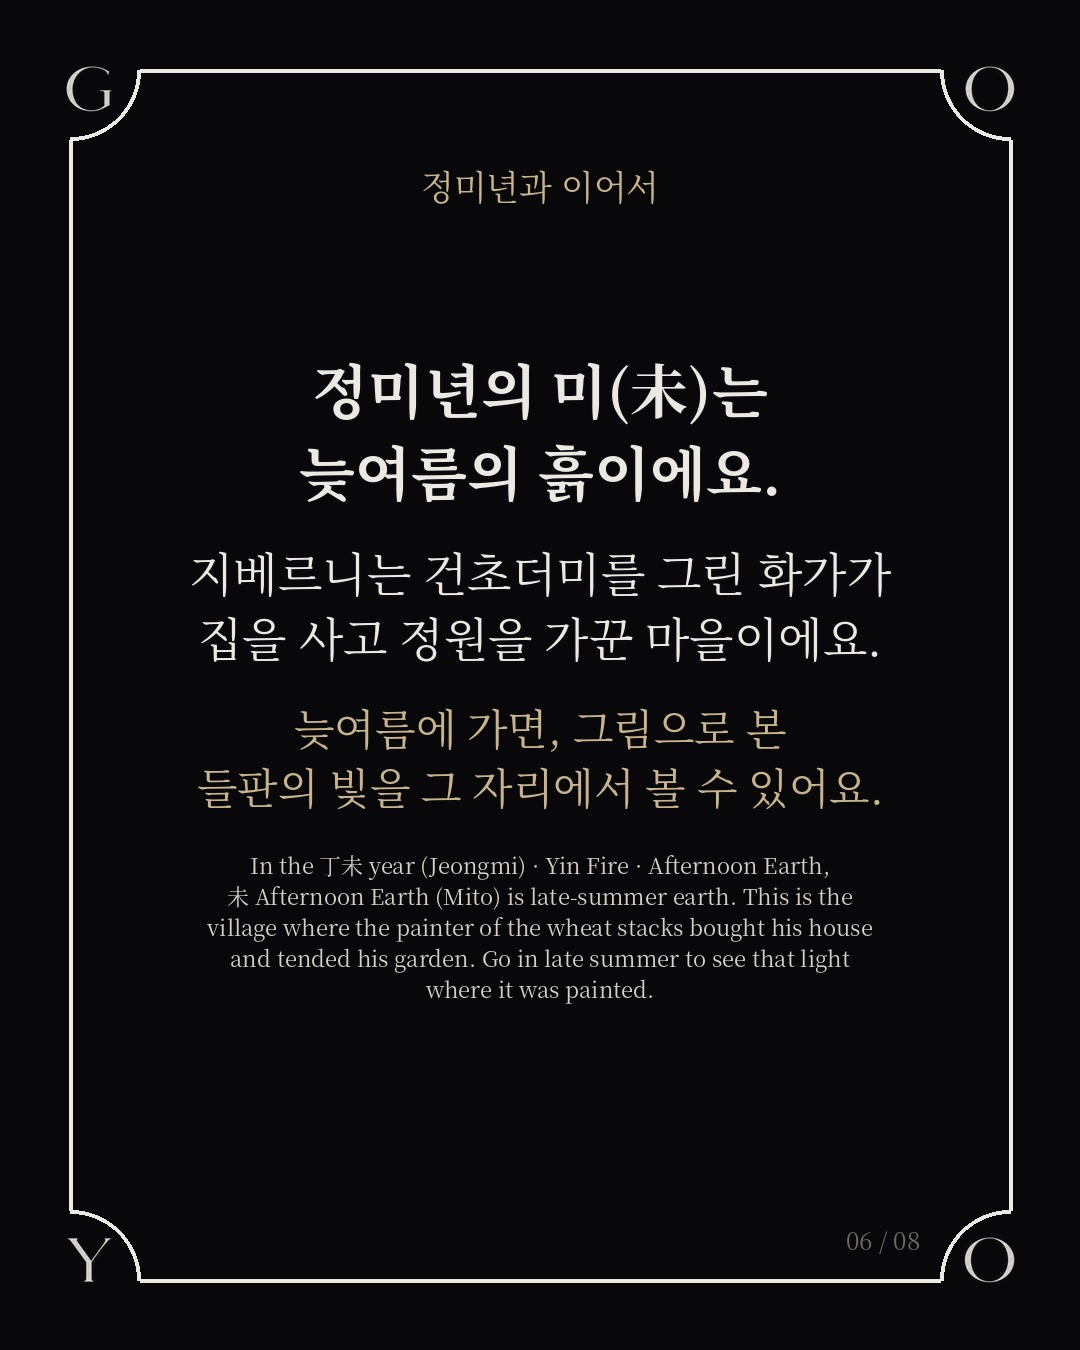 G O
정미년과 이어서
정미년의 미(未)는
늦여름의 흙이에요.
지베르니는 건초더미를 그린 화가가
집을 사고 정원을 가꾼 마을이에요.
늦여름에 가면, 그림으로 본
들판의 빛을 그 자리에서 볼 수 있어요.
In the 丁未 year (Jeongmi) · Yin Fire · Afternoon Earth,
未 Afternoon Earth (Mito) is late-summer earth. This is the
village where the painter of the wheat stacks bought his house
and tended his garden. Go in late summer to see that light
where it was painted.
06 / 08
Y O